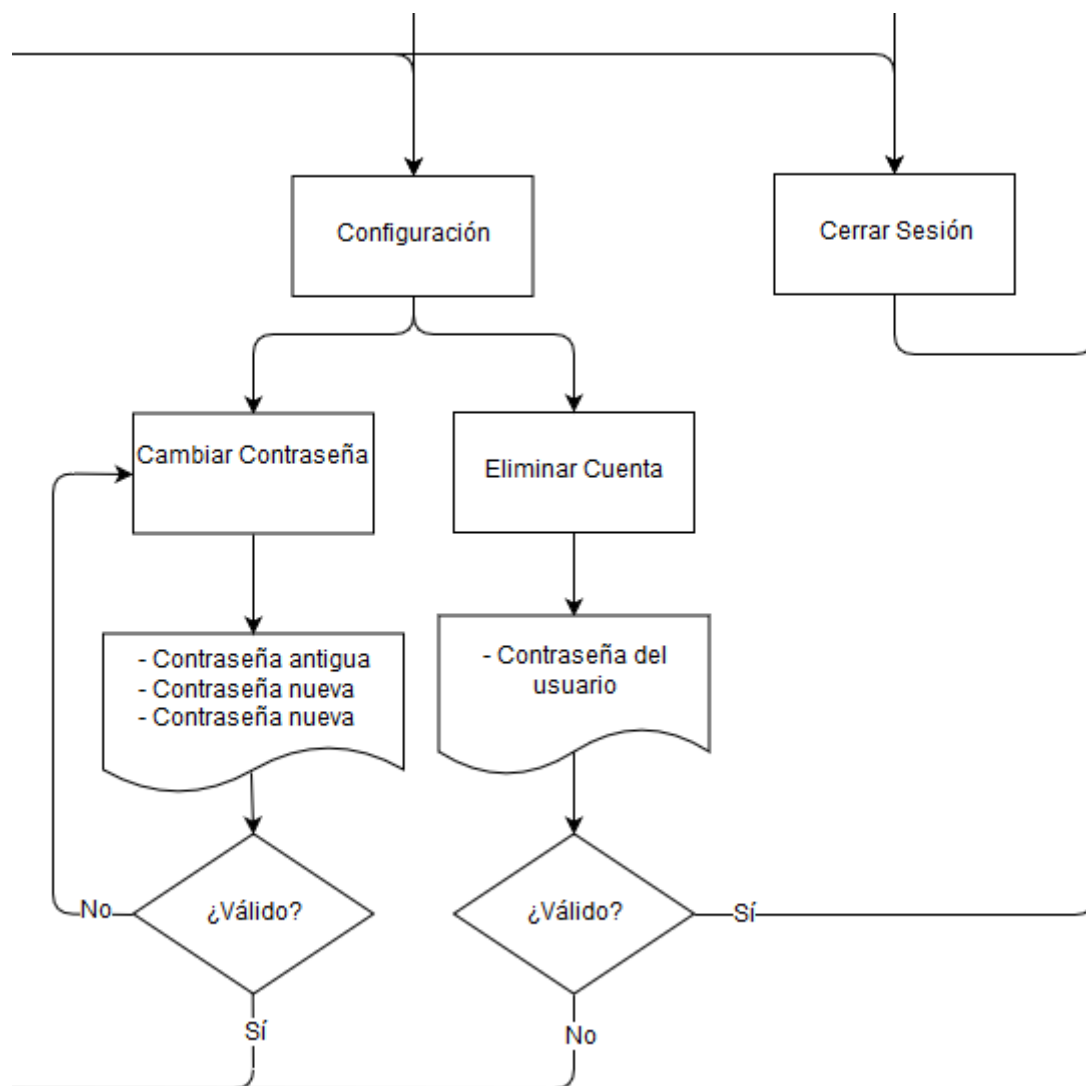 Configuración
Cerrar Sesión
Cambiar Contraseña
Eliminar Cuenta
- Contraseña antigua
- Contraseña nueva
- Contraseña nueva
- Contraseña del
usuario
No
¿Válido?
¿Válido?
Sí
Sí
No